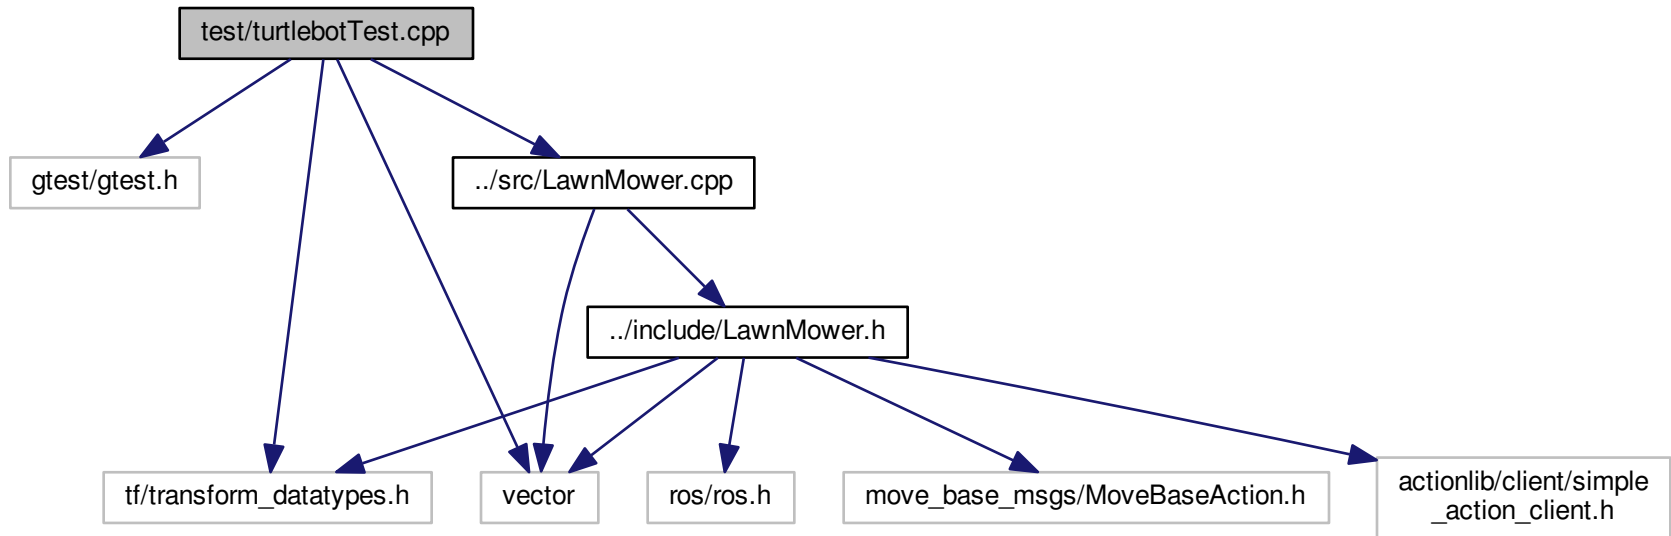 test/turtlebotTest.cpp
gtest/gtest.h
../src/LawnMower.cpp
../include/LawnMower.h
tf/transform_datatypes.h
vector
ros/ros.h
move_base_msgs/MoveBaseAction.h
actionlib/client/simple
_action_client.h